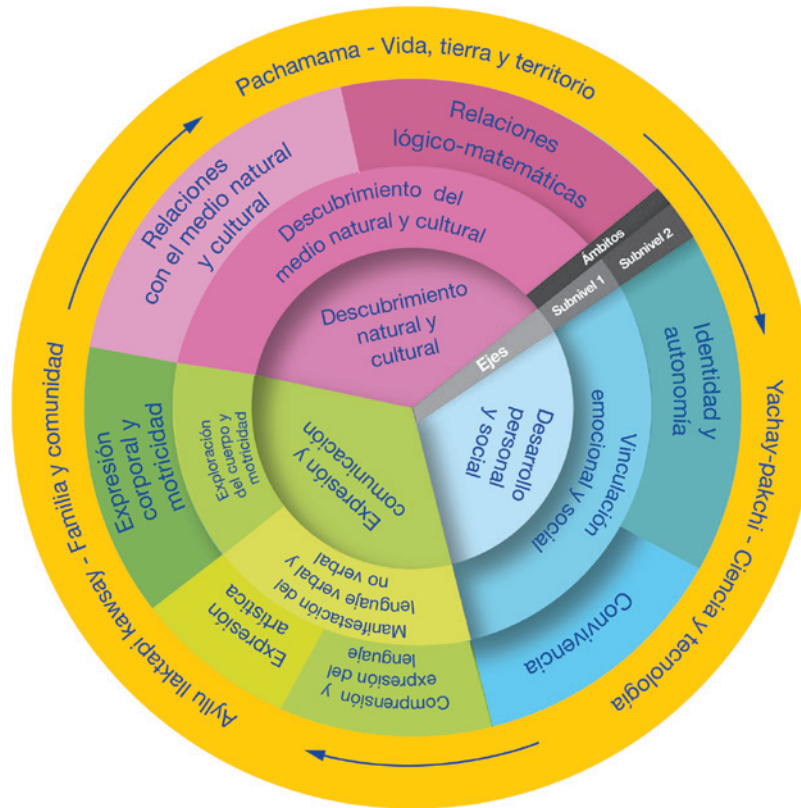 Pachamama - Vida, tierra y territorio
Yachay-pakchi - Ciencia y tecnología
Ayllu llaktapi kawsay - Familia y comunidad
Relaciones
lógico-matemáticas
Relaciones
con el medio natural
y cultural
Descubrimiento del
medio natural y cultural
Descubrimiento
natural y
cultural
Ámbitos
Ejes
Subnivel 1
Subnivel 2
Identidad y
autonomía
Vinculación
emocional y social
Desarrollo
personal
y social
Convivencia
Expresión y
comunicación
Exploración
del cuerpo y
motricidad
Expresión
corporal y
motricidad
Manifestación del
lenguaje verbal y
no verbal
Expresión
artística
Comprensión y
expresión del
lenguaje